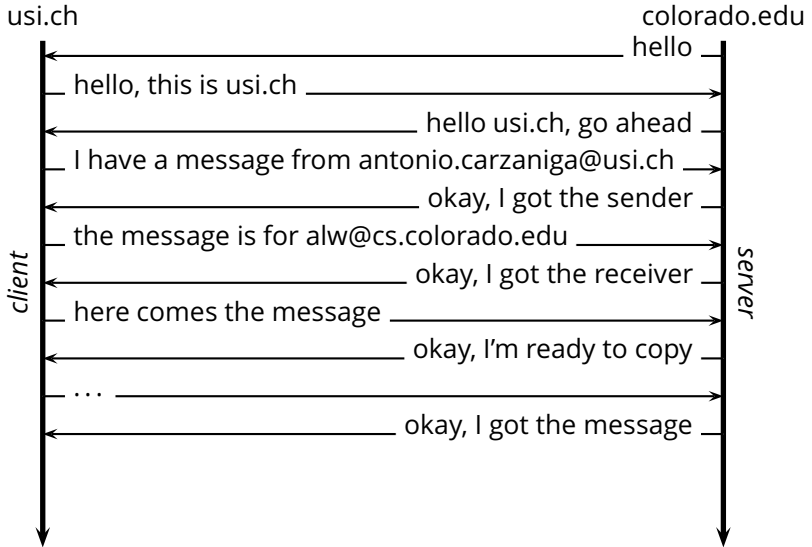 usi.ch
colorado.edu
hello
hello, this is usi.ch
hello usi.ch, go ahead
I have a message from antonio.carzaniga@usi.ch
okay, I got the sender
the message is for alw@cs.colorado.edu
okay, I got the receiver
client
server
here comes the message
okay, I’m ready to copy
. . .
okay, I got the message